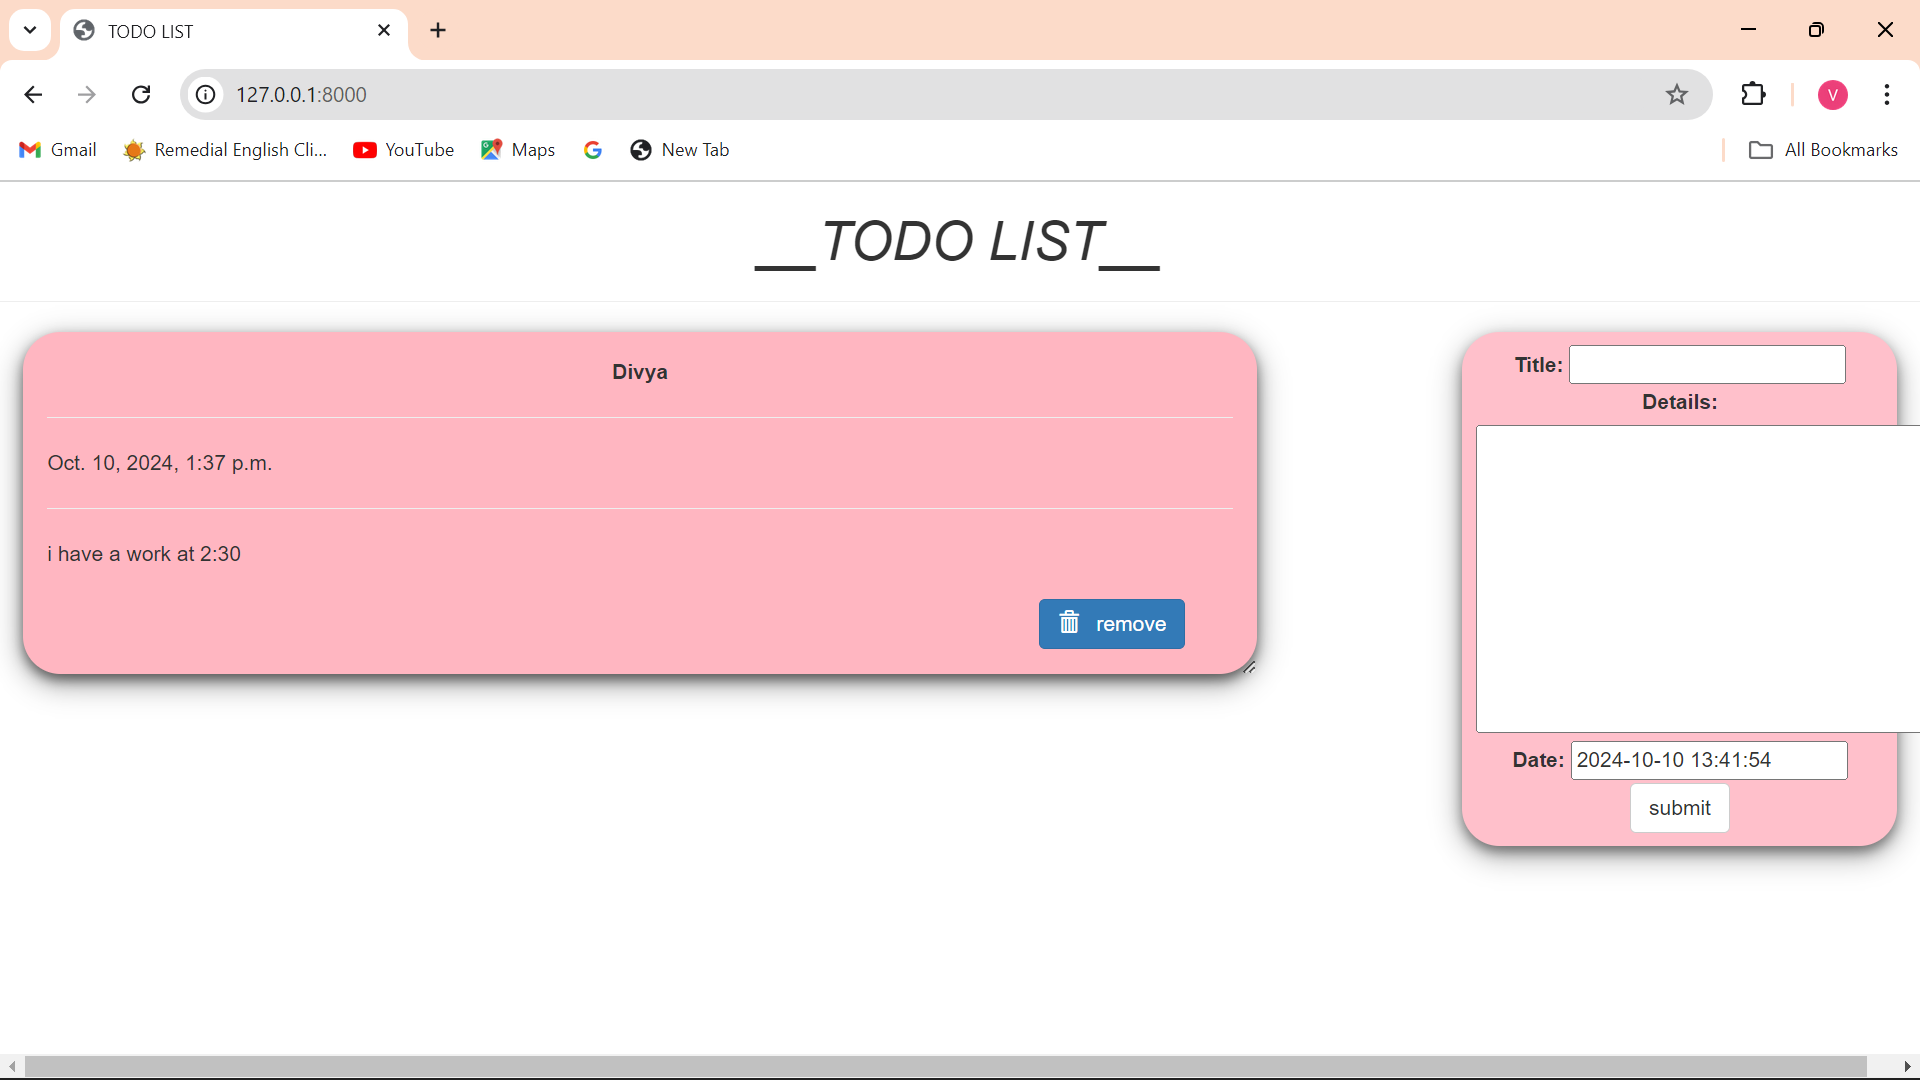 TODO LIST
127.0.0.1:8000
V
Gmail
Remedial English Cli...
YouTube
Maps
New Tab
All Bookmarks
__TODO LIST__
Divya
Oct. 10, 2024, 1:37 p.m.
i have a work at 2:30
remove
Title:
Details:
Date: 2024-10-10 13:41:54
submit